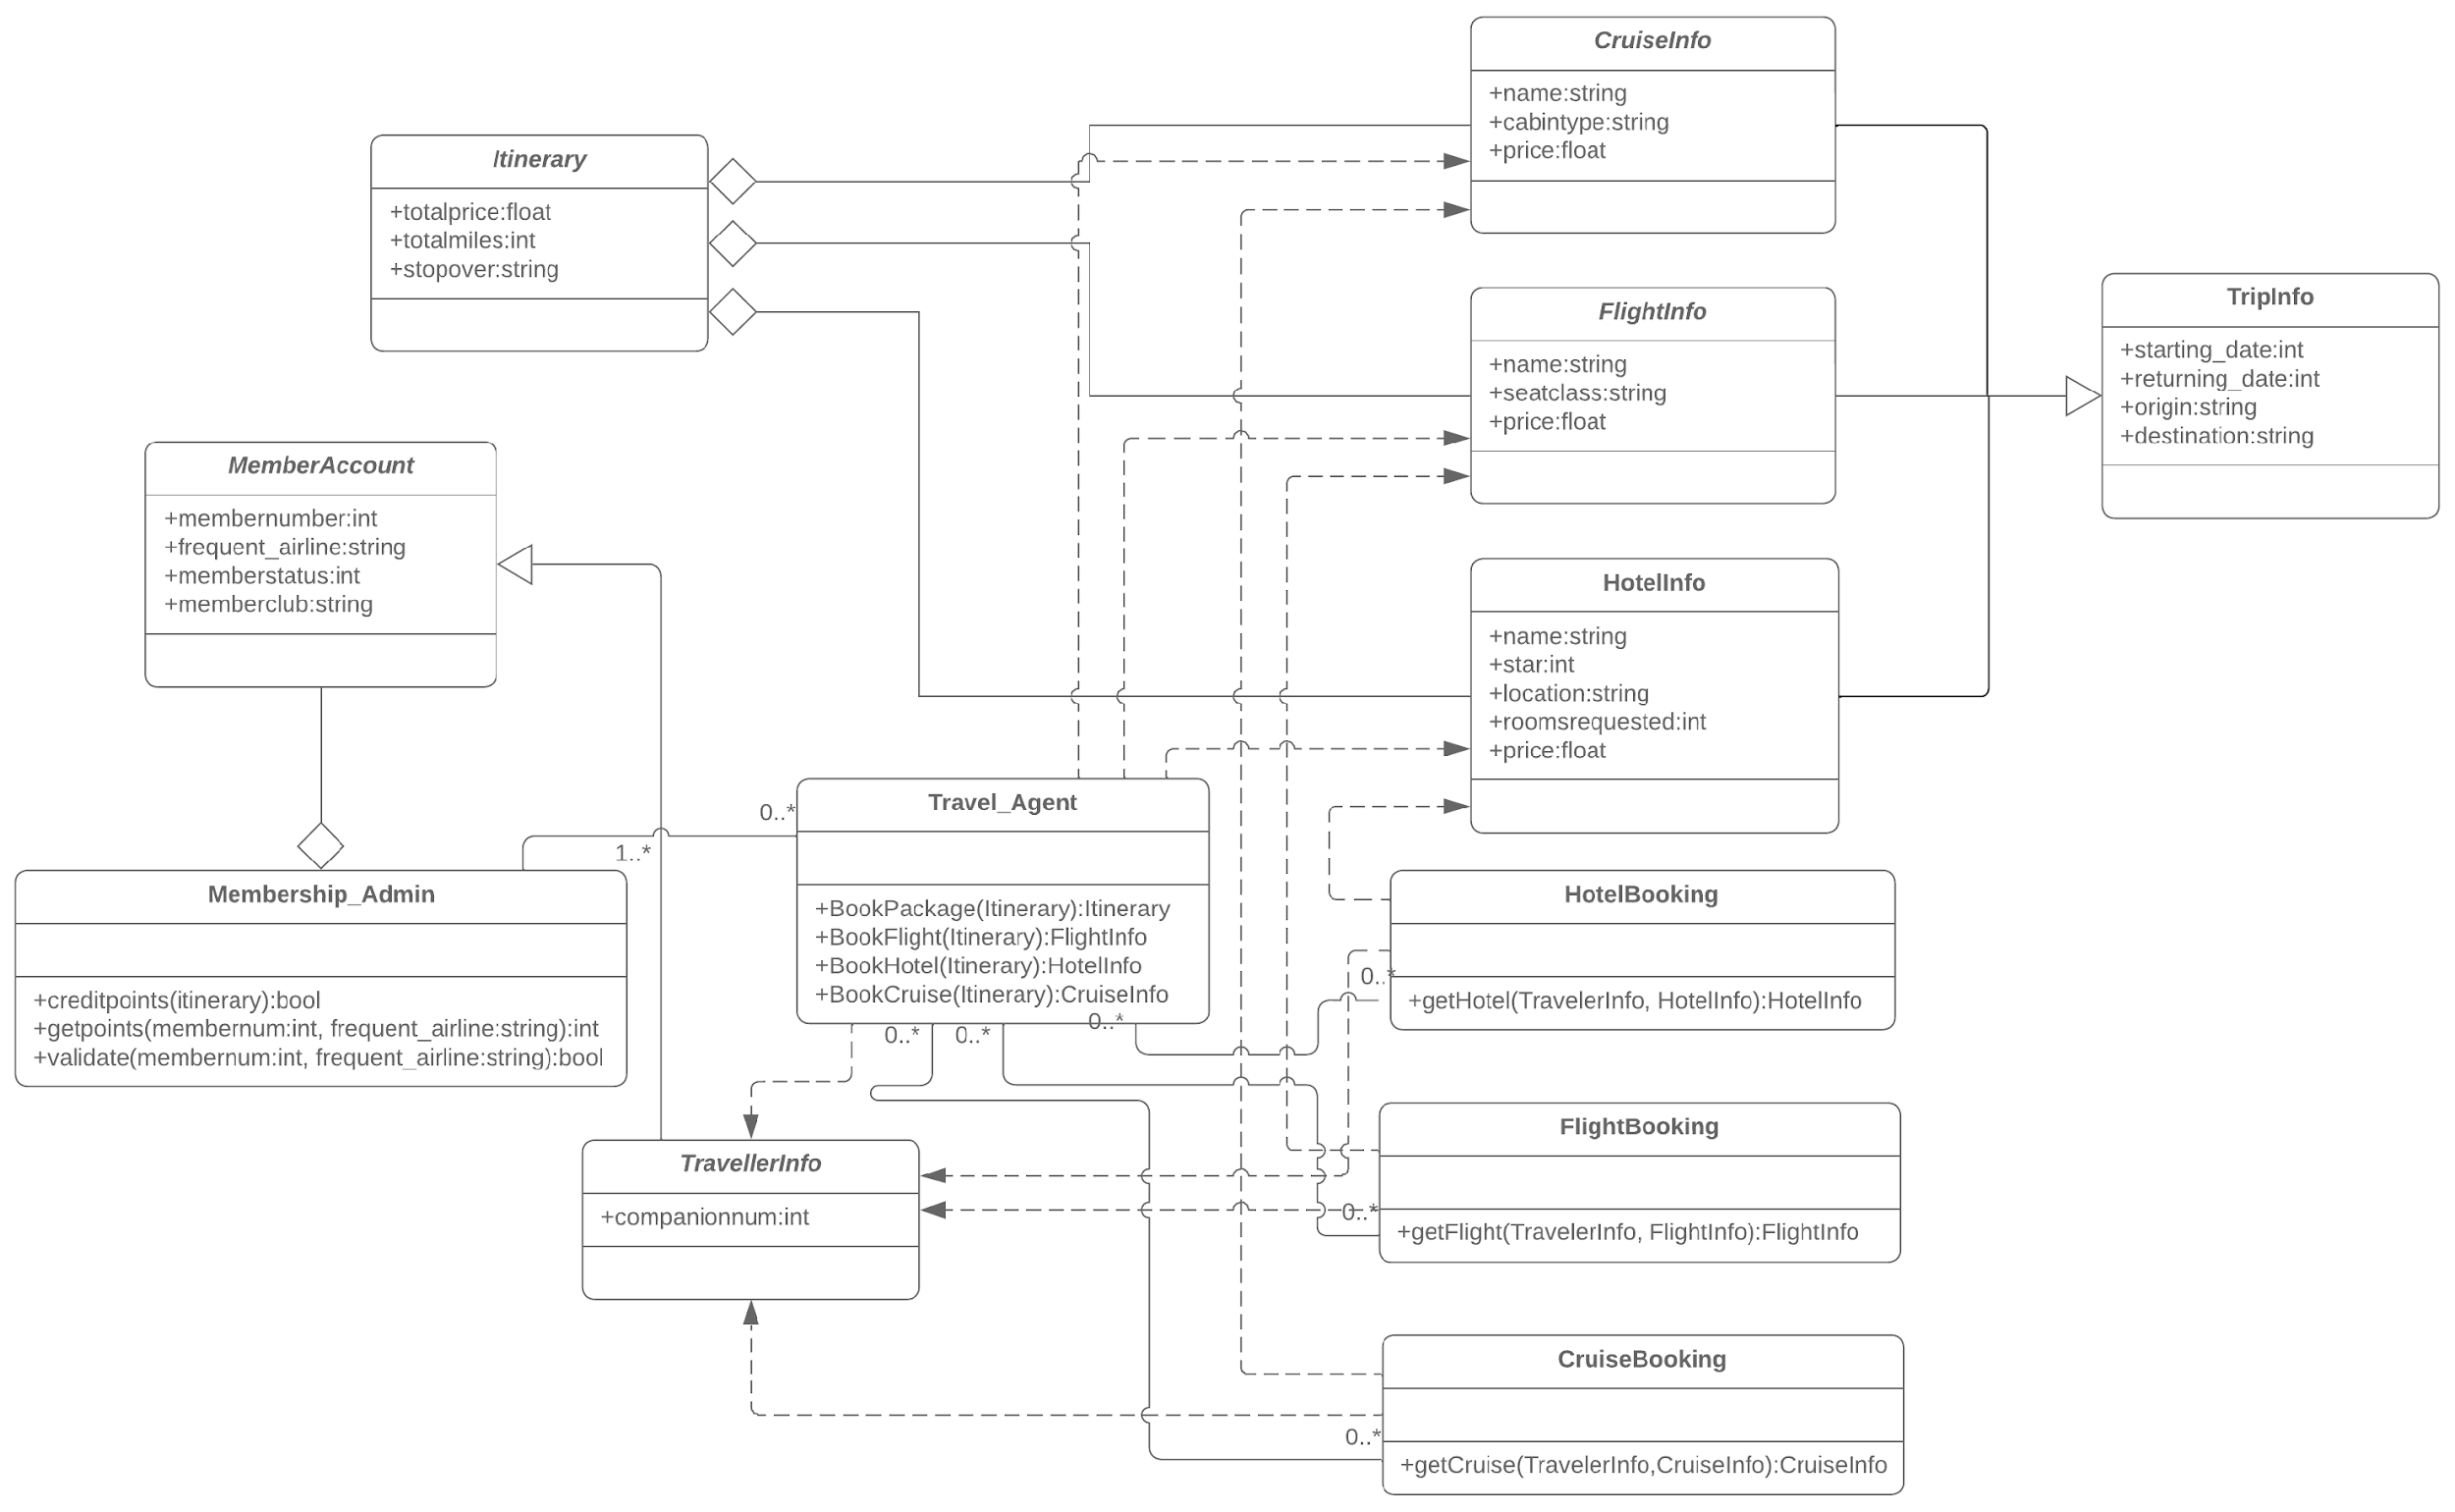 CruiseInfo
+name:string
+cabintype:string
+price:float
Itinerary
+totalprice:float
+totalmiles:int
+stopover:string
FlightInfo
+name:string
+seatclass:string
+price:float
TripInfo
+starting_date:int
+returning_date:int
+origin:string
+destination:string
MemberAccount
+membernumber:int
+frequent_airline:string
+memberstatus:int
+memberclub:string
HotelInfo
+name:string
+star:int
+location:string
+roomsrequested:int
+price:float
0..*
1..*
Travel_Agent
+BookPackage(Itinerary):Itinerary
+BookFlight(Itinerary):FlightInfo
+BookHotel(Itinerary):HotelInfo
+BookCruise(Itinerary):CruiseInfo
0..*
0..*
0..*
Membership_Admin
+creditpoints(itinerary):bool
+getpoints(membernum:int, frequent_airline:string):int
+validate(membernum:int, frequent_airline:string):bool
HotelBooking
0..*
+getHotel(TravelerInfo, HotelInfo):HotelInfo
FlightBooking
0..*
+getFlight(TravelerInfo, FlightInfo):FlightInfo
TravellerInfo
+companionnum:int
CruiseBooking
0..*
+getCruise(TravelerInfo,CruiseInfo):CruiseInfo